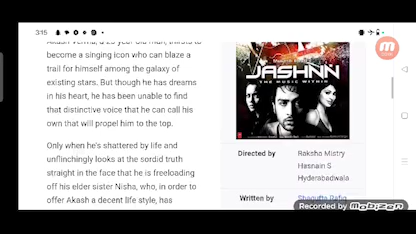 3:15
Akash Verma, a 25 year old man, thirsts to
become a singing icon who can blaze a
trail for himself among the galaxy of
existing stars. But though he has dreams
in his heart, he has been unable to find
that distinctive voice that he can call his
own that will propel him to the top.
Only when he's shattered by life and
unflinchingly looks at the sordid truth
straight in the face that he is freeloading
off his elder sister Nisha, who, in order to
offer Akash a decent life style, has
JASHNN
THE MUSIC WITHIN
Directed by
Raksha Mistry
Hasnain S
Hyderabadwala
Written by
Shagufta Rafiq
Recorded by
mobizen